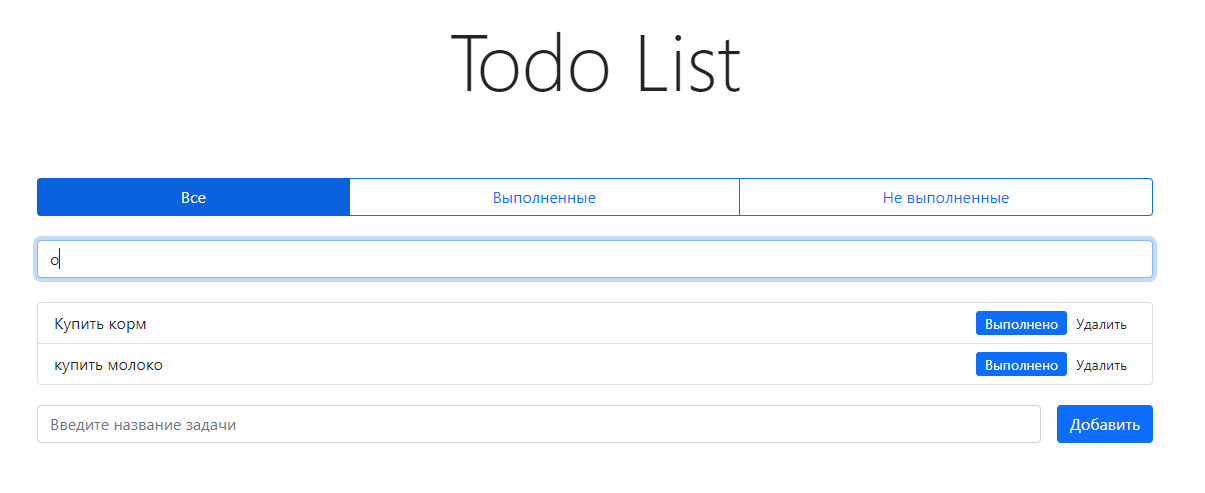 Todo List
Все Выполненные Не выполненные
о
Купить корм Выполнено Удалить
купить молоко Выполнено Удалить
Введите название задачи Добавить